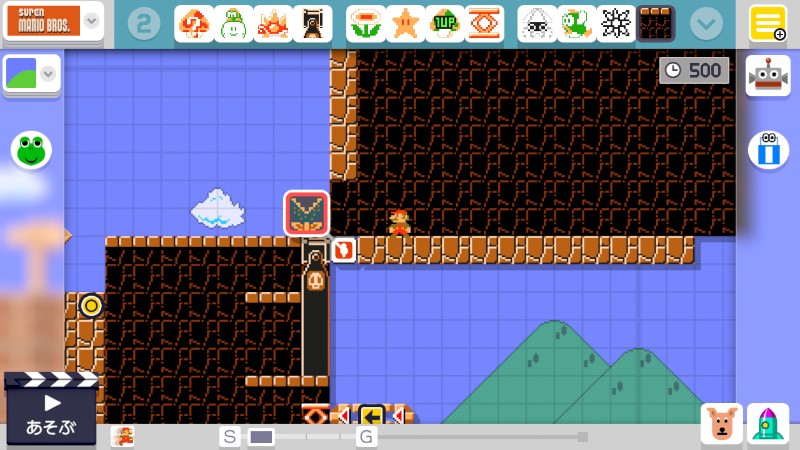 SUPER
MARIO BROS.
2
1UP
500
あそぶ
S
G